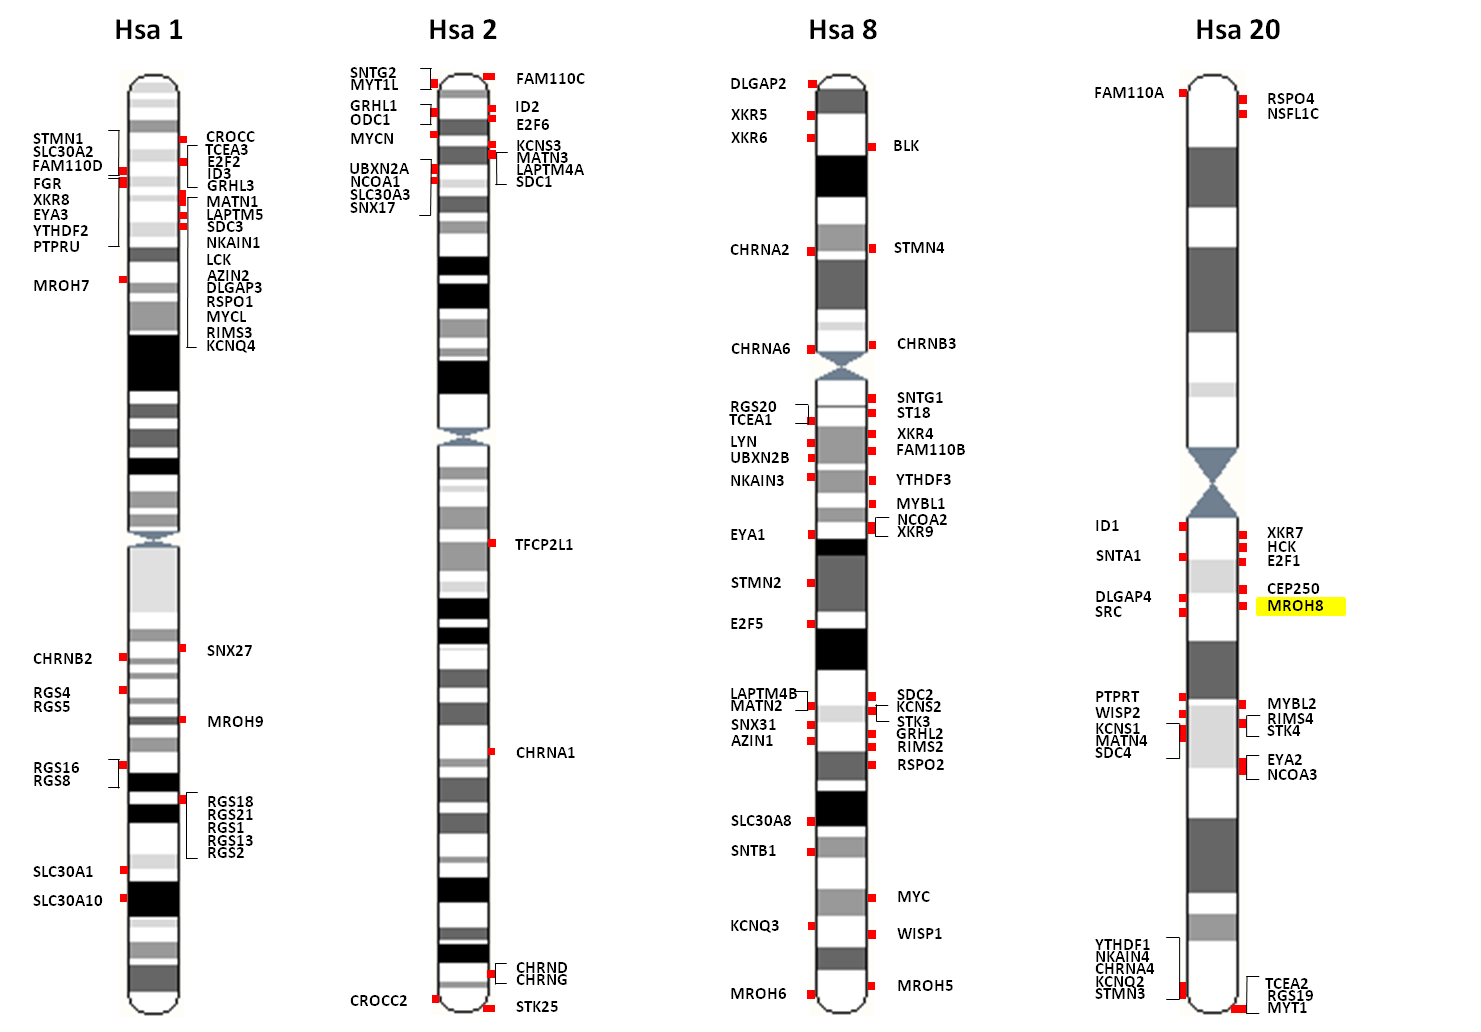 Hsa 1
STMN1
SLC30A2
FAM110D
FGR
XKR8
EYA3
YTHDF2
PTPRU
MROH7
CHRNB2
RGS4
RGS5
RGS16
RGS8
SLC30A1
SLC30A10
CROCC
TCEA3
E2F2
ID3
GRHL3
MATN1
LAPTM5
SDC3
NKAIN1
LCK
AZIN2
DLGAP3
RSPO1
MYCL
RIMS3
KCNQ4
SNX27
MROH9
RGS18
RGS21
RGS1
RGS13
RGS2
Hsa 2
SNTG2
MYT1L
GRHL1
ODC1
MYCN
UBXN2A
NCOA1
SLC30A3
SNX17
CROCC2
FAM110C
ID2
E2F6
KCNS3
MATN3
LAPTM4A
SDC1
TFCP2L1
CHRNA1
CHRND
CHRNG
STK25
Hsa 8
DLGAP2
XKR5
XKR6
CHRNA2
CHRNA6
RGS20
TCEA1
LYN
UBXN2B
NKAIN3
EYA1
STMN2
E2F5
LAPTM4B
MATN2
SNX31
AZIN1
SLC30A8
SNTB1
KCNQ3
MROH6
BLK
STMN4
CHRNB3
SNTG1
ST18
XKR4
FAM110B
YTHDF3
MYBL1
NCOA2
XKR9
SDC2
KCNS2
STK3
GRHL2
RIMS2
RSPO2
MYC
WISP1
MROH5
Hsa 20
FAM110A
ID1
SNTA1
DLGAP4
SRC
PTPRT
WISP2
KCNS1
MATN4
SDC4
YTHDF1
NKAIN4
CHRNA4
KCNQ2
STMN3
RSPO4
NSFL1C
XKR7
HCK
E2F1
CEP250
MROH8
MYBL2
RIMS4
STK4
EYA2
NCOA3
TCEA2
RGS19
MYT1